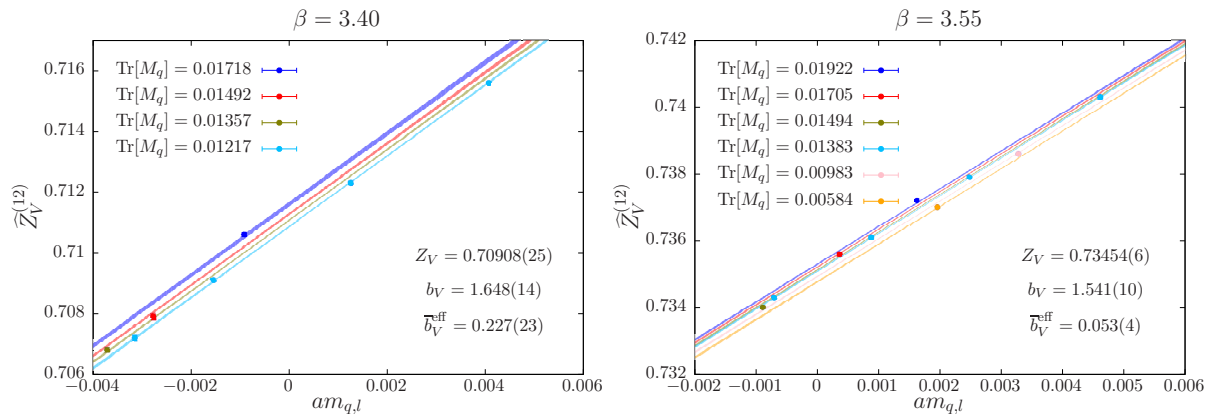 β = 3.40
0.716
0.714
0.712
0.71
0.708
0.706
Ẑ_V^(12)
Tr[M_q] = 0.01718
Tr[M_q] = 0.01492
Tr[M_q] = 0.01357
Tr[M_q] = 0.01217
Z_V = 0.70908(25)
b_V = 1.648(14)
b̄_V^eff = 0.227(23)
−0.004 −0.002 0 0.002 0.004 0.006
am_{q,l}
β = 3.55
0.742
0.74
0.738
0.736
0.734
0.732
Ẑ_V^(12)
Tr[M_q] = 0.01922
Tr[M_q] = 0.01705
Tr[M_q] = 0.01494
Tr[M_q] = 0.01383
Tr[M_q] = 0.00983
Tr[M_q] = 0.00584
Z_V = 0.73454(6)
b_V = 1.541(10)
b̄_V^eff = 0.053(4)
−0.002 −0.001 0 0.001 0.002 0.003 0.004 0.005 0.006
am_{q,l}